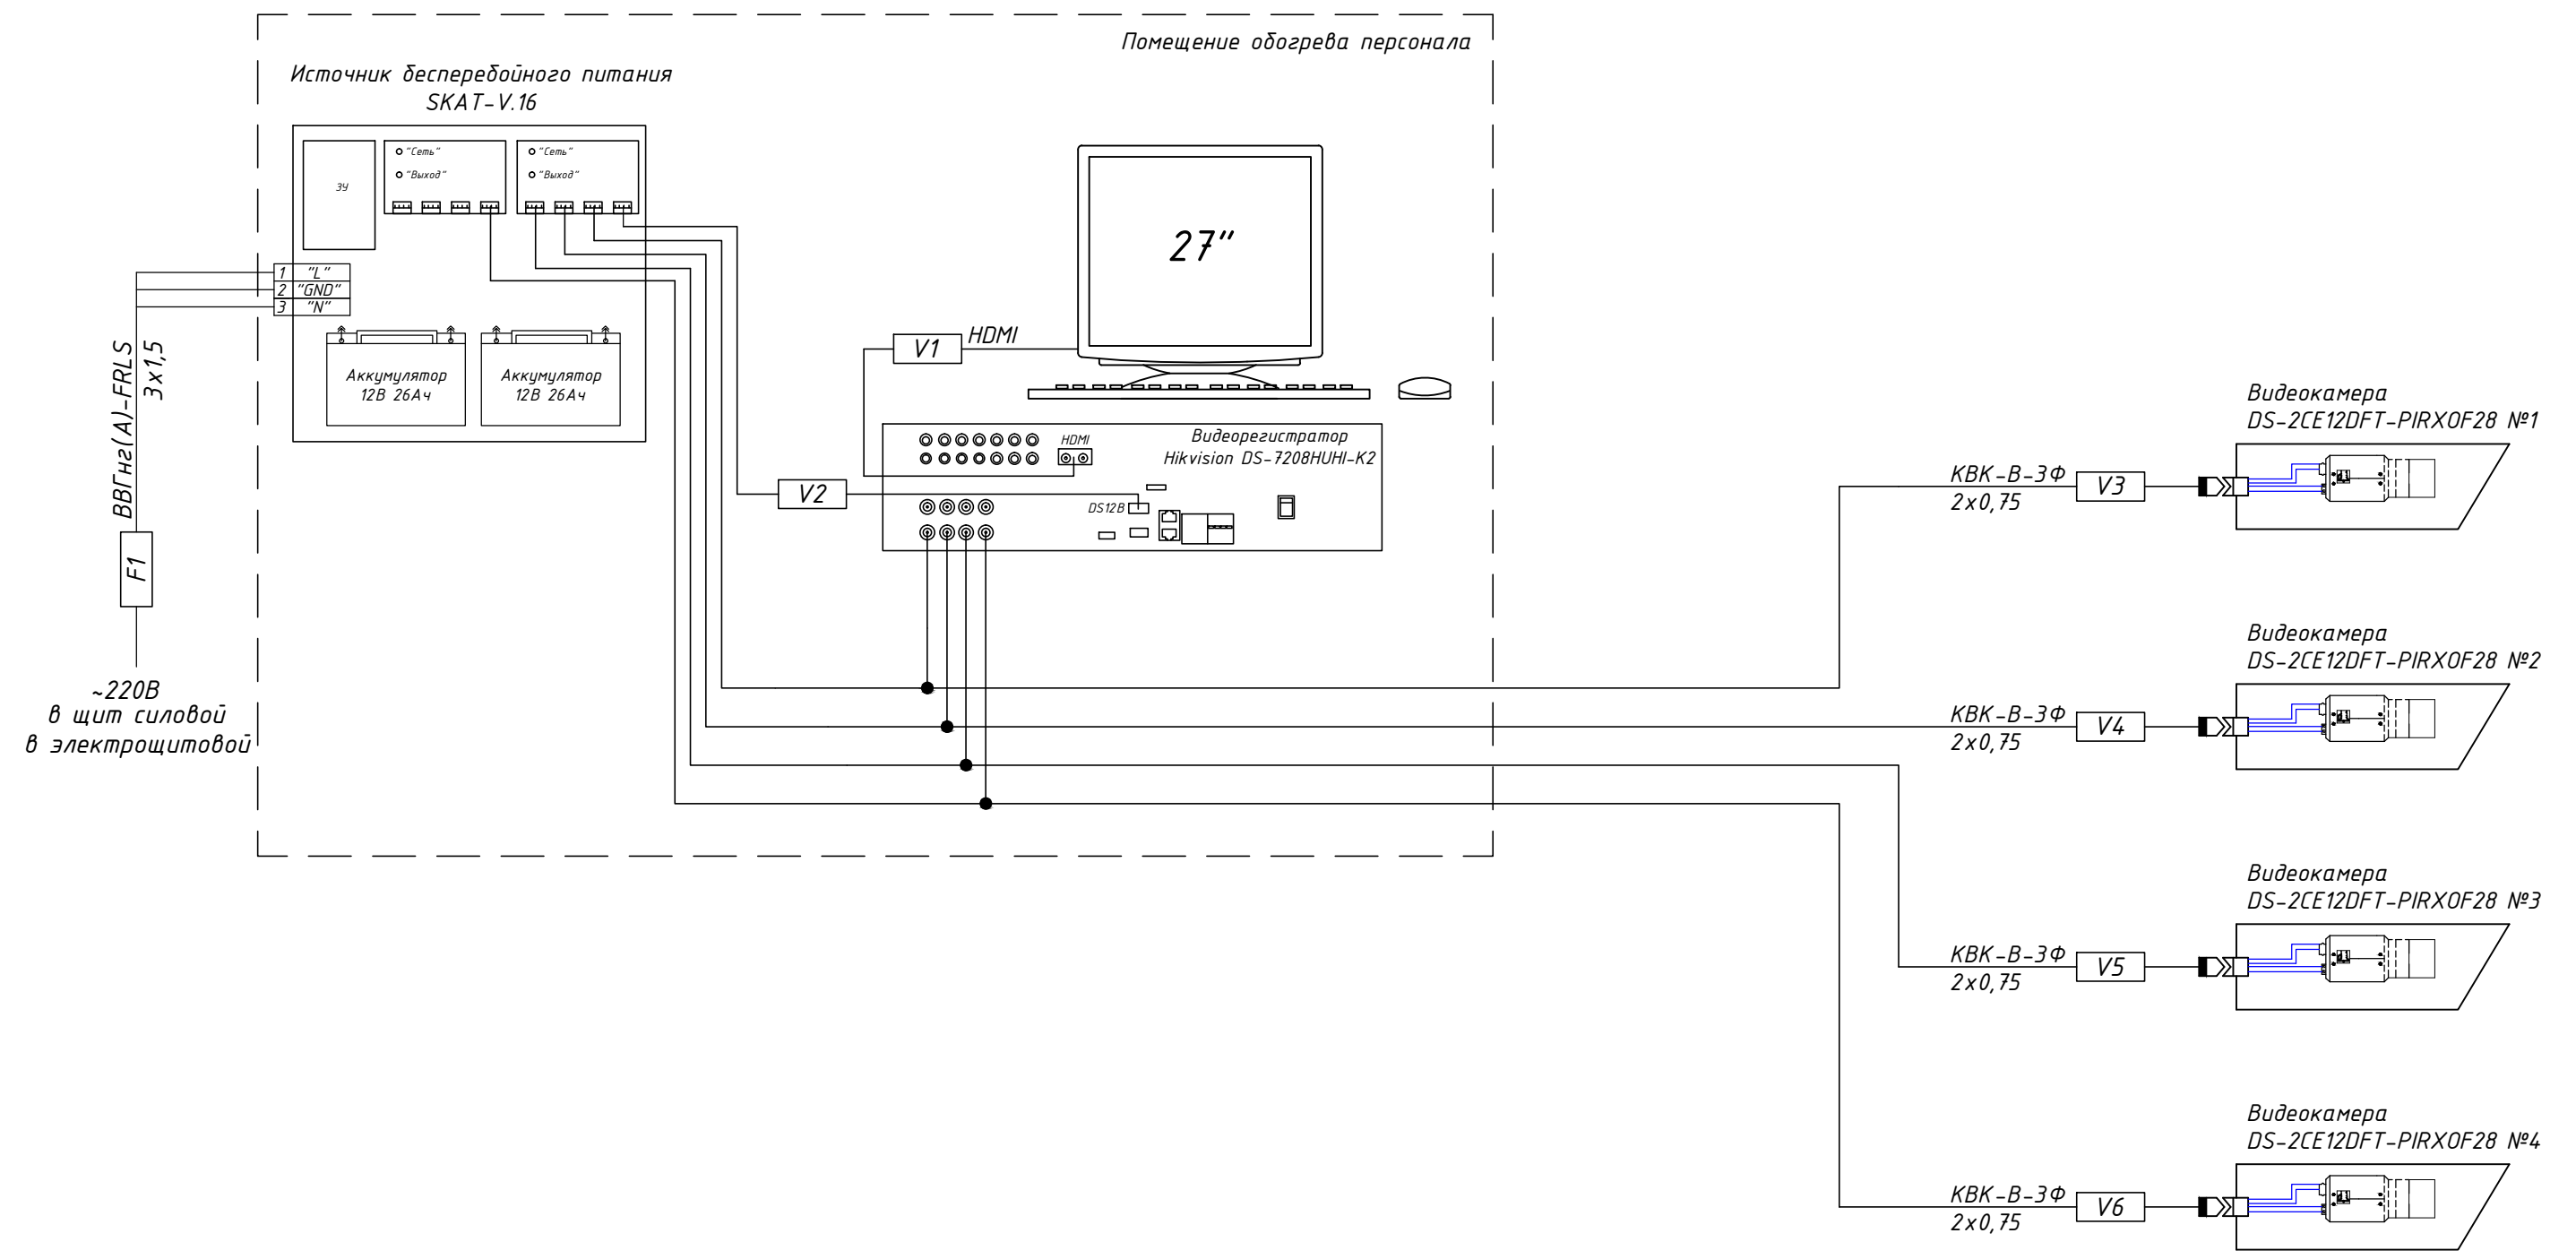 Помещение обогрева персонала
Источник бесперебойного питания
SKAT-V.16
ЗУ
"Сеть"
"Выход"
"Сеть"
"Выход"
1 "L"
2 "GND"
3 "N"
Аккумулятор
12В 26Ач
Аккумулятор
12В 26Ач
ВВГнг(А)-FRLS
3х1,5
F1
~220В
в щит силовой
в электрощитовой
27"
V1
HDMI
HDMI
Видеорегистратор
Hikvision DS-7208HUHI-K2
V2
DS12В
Видеокамера
DS-2CE12DFT-PIRXOF28 №1
КВК-В-3Ф
2х0,75
V3
Видеокамера
DS-2CE12DFT-PIRXOF28 №2
КВК-В-3Ф
2х0,75
V4
Видеокамера
DS-2CE12DFT-PIRXOF28 №3
КВК-В-3Ф
2х0,75
V5
Видеокамера
DS-2CE12DFT-PIRXOF28 №4
КВК-В-3Ф
2х0,75
V6